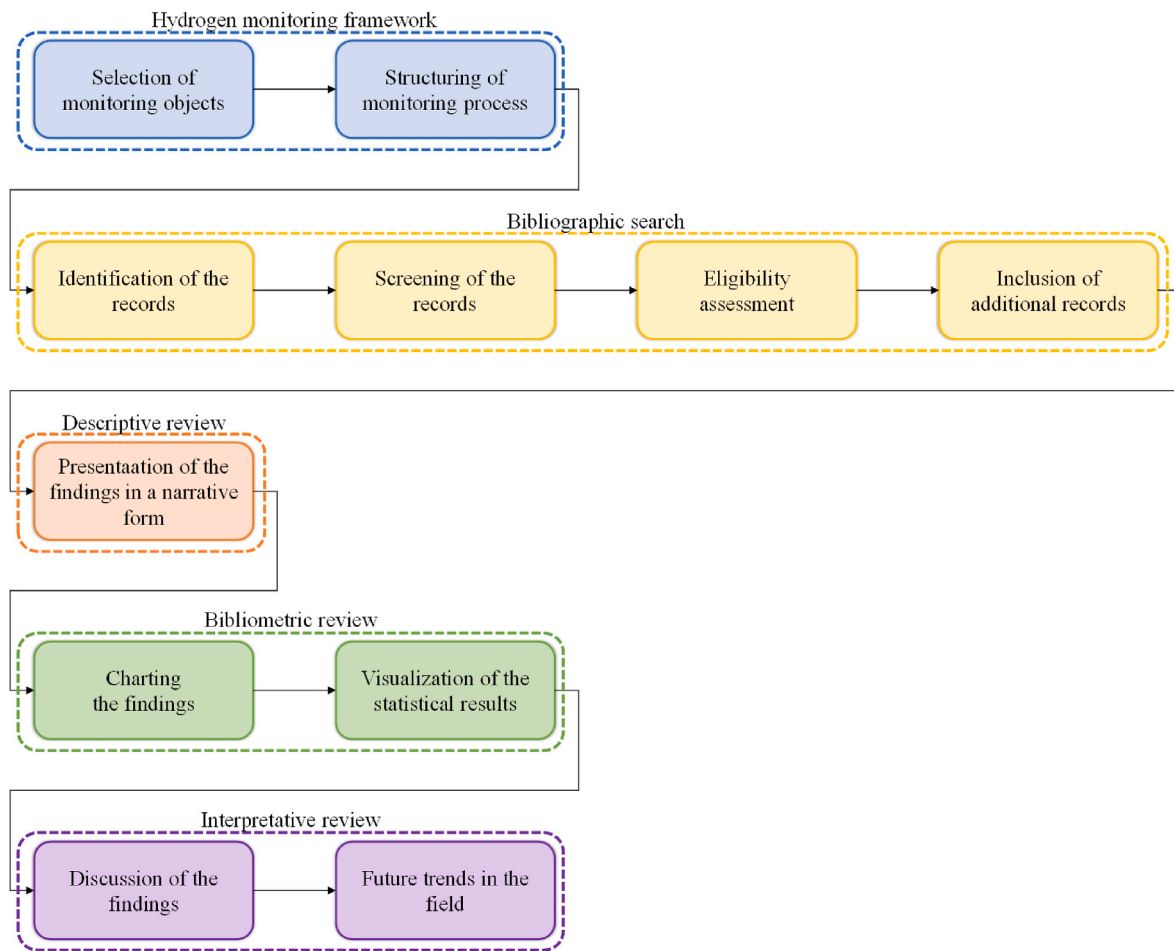 Hydrogen monitoring framework
Selection of
monitoring objects
Structuring of
monitoring process
Bibliographic search
Identification of the
records
Screening of the
records
Eligibility
assessment
Inclusion of
additional records
Descriptive review
Presentaation of the
findings in a narrative
form
Bibliometric review
Charting
the findings
Visualization of the
statistical results
Interpretative review
Discussion of the
findings
Future trends in the
field